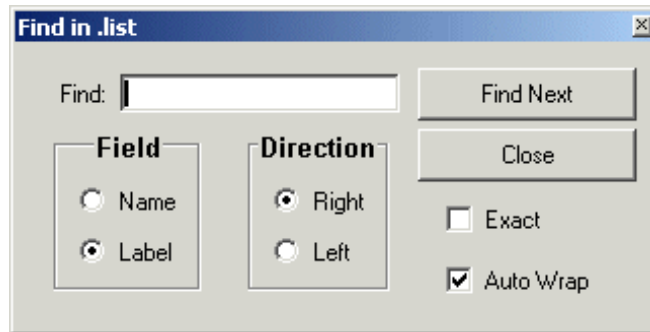 Find in .list
Find:
Find Next
Field
Direction
Close
Name
Right
Exact
Label
Left
Auto Wrap